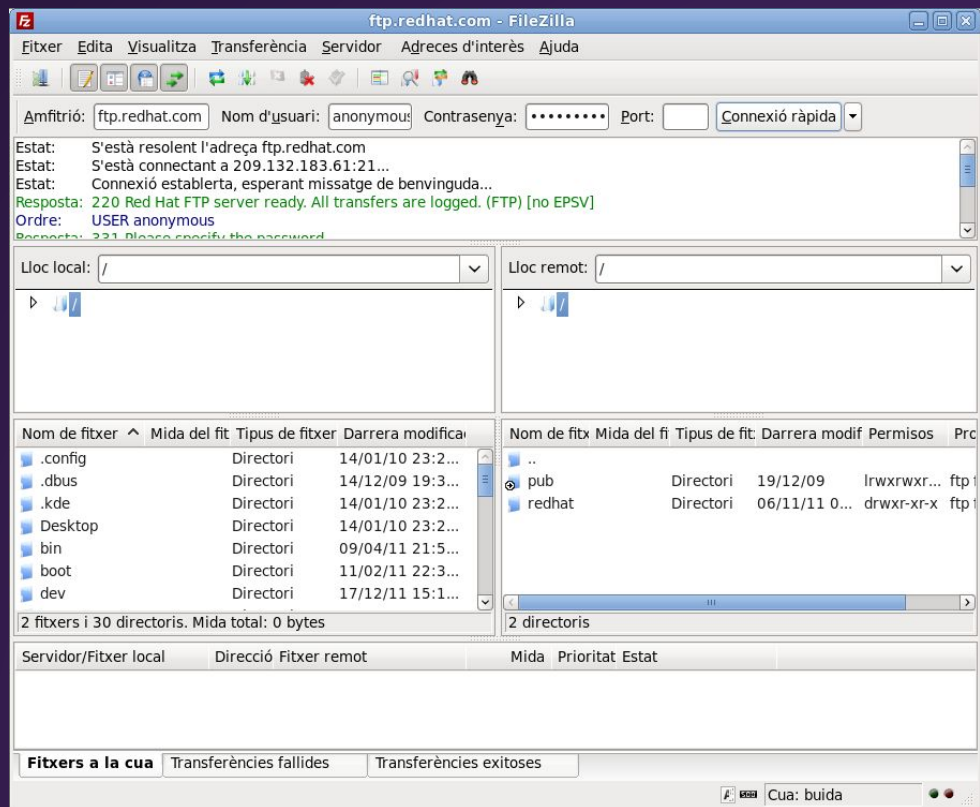 ftp.redhat.com - FileZilla
Fitxer Edita Visualitza Transferència Servidor Adreces d'interès Ajuda
Amfitrió: ftp.redhat.com Nom d'usuari: anonymous Contrasenya: ••••••••• Port: Connexió ràpida
Estat: S'està resolent l'adreça ftp.redhat.com
Estat: S'està connectant a 209.132.183.61:21...
Estat: Connexió establerta, esperant missatge de benvinguda...
Resposta: 220 Red Hat FTP server ready. All transfers are logged. (FTP) [no EPSV]
Ordre: USER anonymous
Resposta: 331 Please specify the password
Lloc local: /
/
Lloc remot: /
/
Nom de fitxer Mida del fit Tipus de fitxer Darrera modifica
.config Directori 14/01/10 23:2...
.dbus Directori 14/12/09 19:3...
.kde Directori 14/01/10 23:2...
Desktop Directori 14/01/10 23:2...
bin Directori 09/04/11 21:5...
boot Directori 11/02/11 22:3...
dev Directori 17/12/11 15:1...
2 fitxers i 30 directoris. Mida total: 0 bytes
Nom de fitx Mida del fi Tipus de fit Darrera modif Permisos Pro
..
pub Directori 19/12/09 lrwxrwxr... ftp
redhat Directori 06/11/11 0... drwxr-xr-x ftp
2 directoris
Servidor/Fitxer local Direcció Fitxer remot Mida Prioritat Estat
Fitxers a la cua Transferències fallides Transferències exitoses
Cua: buida